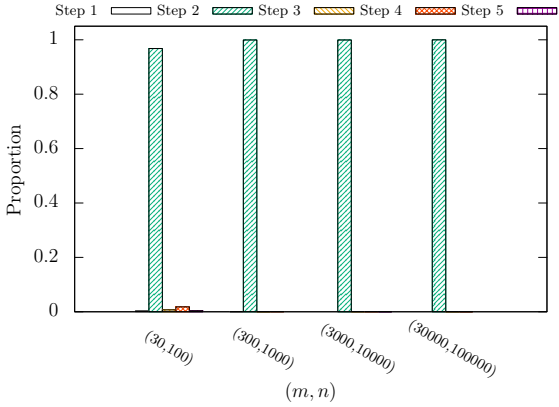 Step 1 Step 2 Step 3 Step 4 Step 5
1
0.8
0.6
0.4
0.2
0
Proportion
(30,100) (300,1000) (3000,10000) (30000,100000)
(m, n)